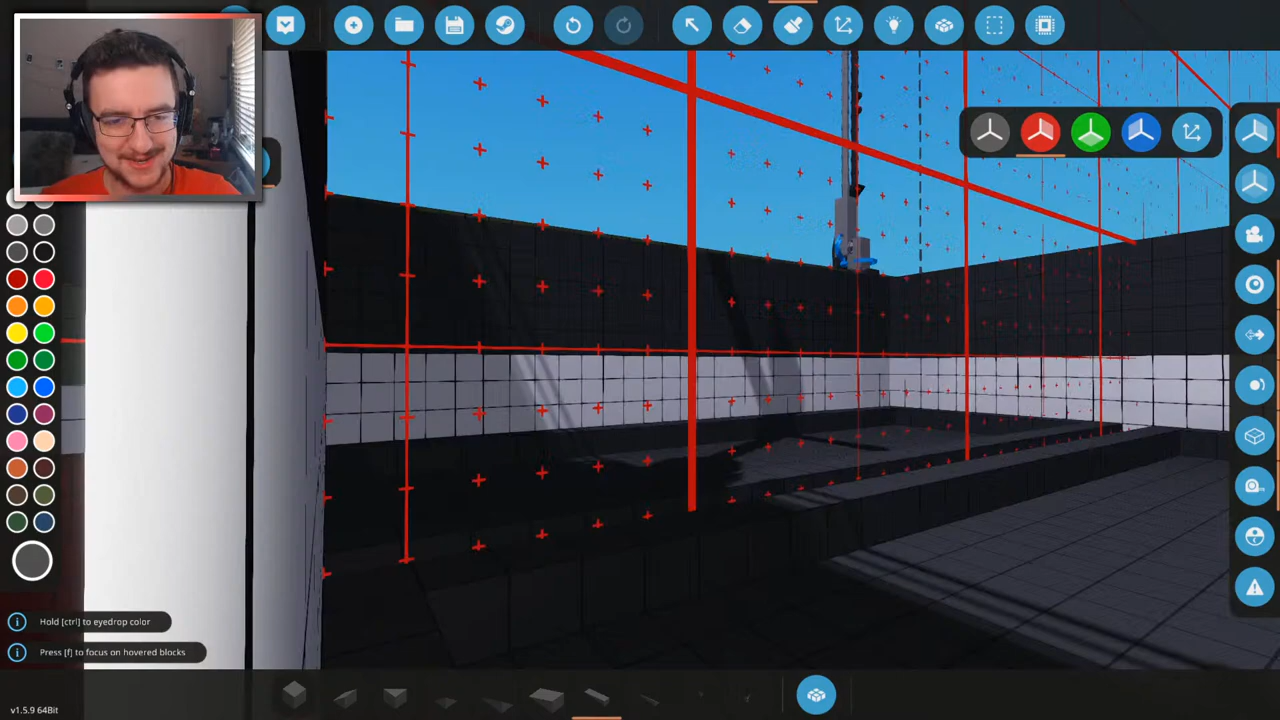 Hold [ctrl] to eyedrop color
Press [f] to focus on hovered blocks
v1.5.9 64Bit